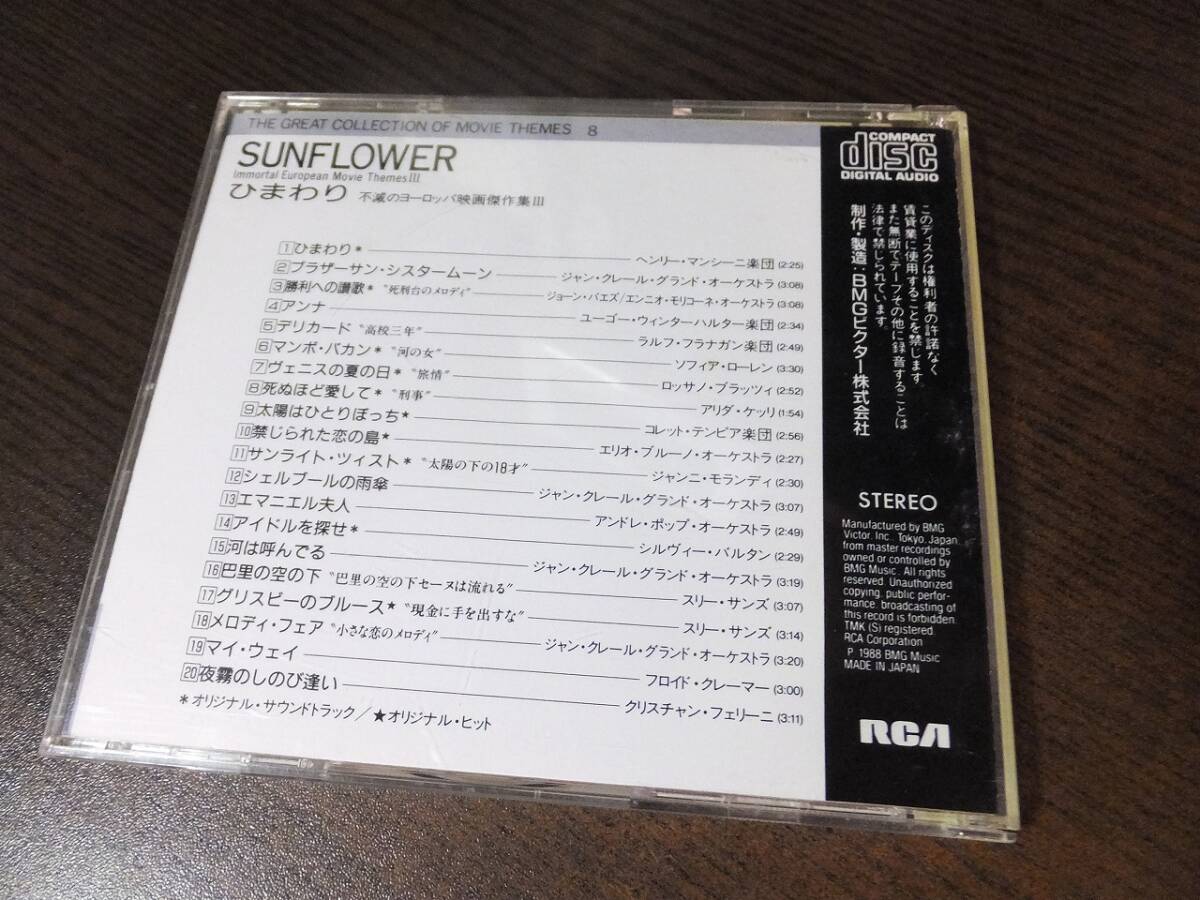 THE GREAT COLLECTION OF MOVIE THEMES 8
SUNFLOWER
Immortal European Movie Themes III
ひまわり 不滅のヨーロッパ映画傑作集III
1 ひまわり* ヘンリー・マンシーニ楽団 (2:25)
2 ブラザーサン・シスタームーン ジャン・クレール・グランド・オーケストラ (3:08)
3 勝利への讃歌* “死刑台のメロディ” ジョーン・バエズ/エンニオ・モリコーネ・オーケストラ (3:08)
4 アンナ ユーゴー・ウィンターハルター楽団 (2:34)
5 デリカード “高校三年” ラルフ・フラナガン楽団 (2:49)
6 マンボ・バカン* “河の女” ソフィア・ローレン (3:30)
7 ヴェニスの夏の日* “旅情” ロッサノ・ブラッツィ (2:52)
8 死ぬほど愛して* “刑事” アリダ・ケッリ (1:54)
9 太陽はひとりぼっち★ コレット・テンピア楽団 (2:56)
10 禁じられた恋の島★ エリオ・ブルーノ・オーケストラ (2:27)
11 サンライト・ツイスト* “太陽の下の18才” ジャンニ・モランディ (2:30)
12 シェルブールの雨傘 ジャン・クレール・グランド・オーケストラ (3:07)
13 エマニエル夫人 アンドレ・ポップ・オーケストラ (2:49)
14 アイドルを探せ* シルヴィー・バルタン (2:29)
15 河は呼んでる ジャン・クレール・グランド・オーケストラ (3:19)
16 巴里の空の下 “巴里の空の下セーヌは流れる” スリー・サンズ (3:07)
17 グリスビーのブルース★ “現金に手を出すな” スリー・サンズ (3:14)
18 メロディ・フェア “小さな恋のメロディ” ジャン・クレール・グランド・オーケストラ (3:20)
19 マイ・ウェイ フロイド・クレーマー (3:00)
20 夜霧のしのび逢い クリスチャン・フェリーニ (3:11)
*オリジナル・サウンドトラック/★オリジナル・ヒット
COMPACT
disc
DIGITAL AUDIO
このディスクは権利者の許諾なく
賃貸業に使用することを禁じます。
また無断でテープその他に録音することは
法律で禁じられています。
制作・製造:BMGビクター株式会社
STEREO
Manufactured by BMG
Victor, Inc., Tokyo, Japan,
from master recordings
owned or controlled by
BMG Music. All rights
reserved. Unauthorized
copying, public perfor-
mance, broadcasting of
this record is forbidden.
TMK (S) registered
RCA Corporation
P 1988 BMG Music
MADE IN JAPAN
RCA